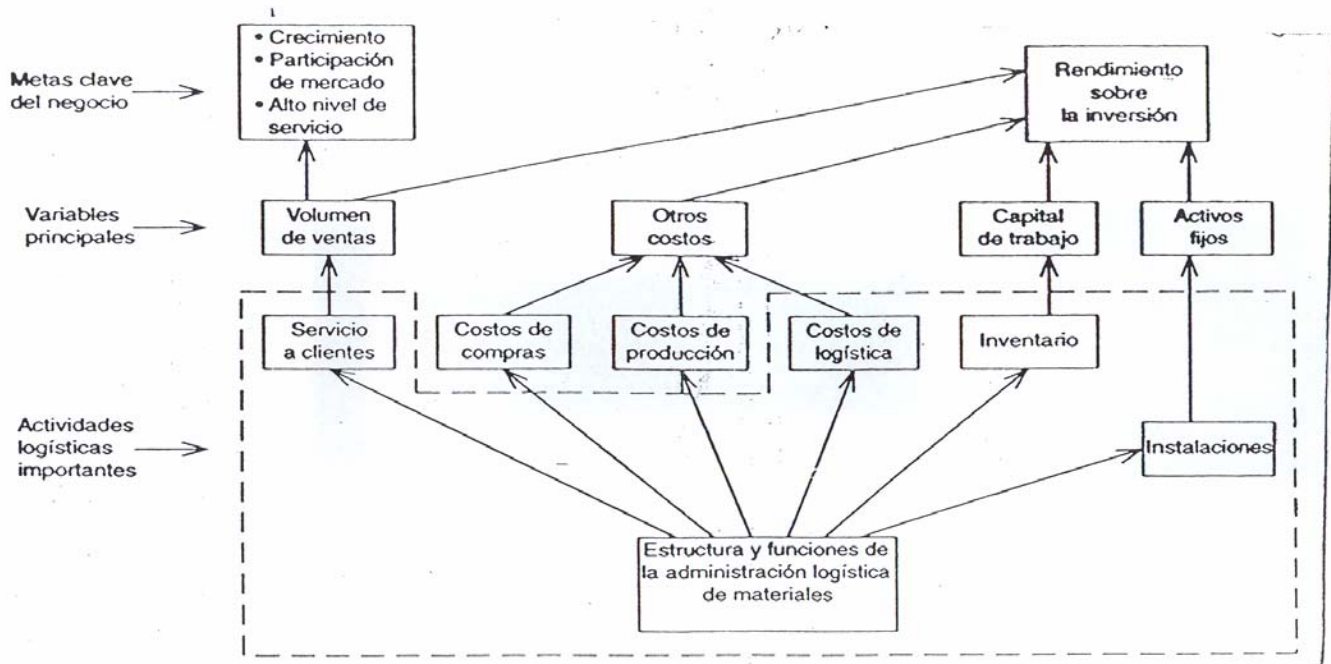 • Crecimiento
• Participación
de mercado
• Alto nivel de
servicio
Metas clave
del negocio
Rendimiento
sobre
la inversión
Variables
principales
Volumen
de ventas
Otros
costos
Capital
de trabajo
Activos
fijos
Servicio
a clientes
Costos de
compras
Costos de
producción
Costos de
logística
Inventario
Actividades
logísticas
importantes
Instalaciones
Estructura y funciones de
la administración logística
de materiales